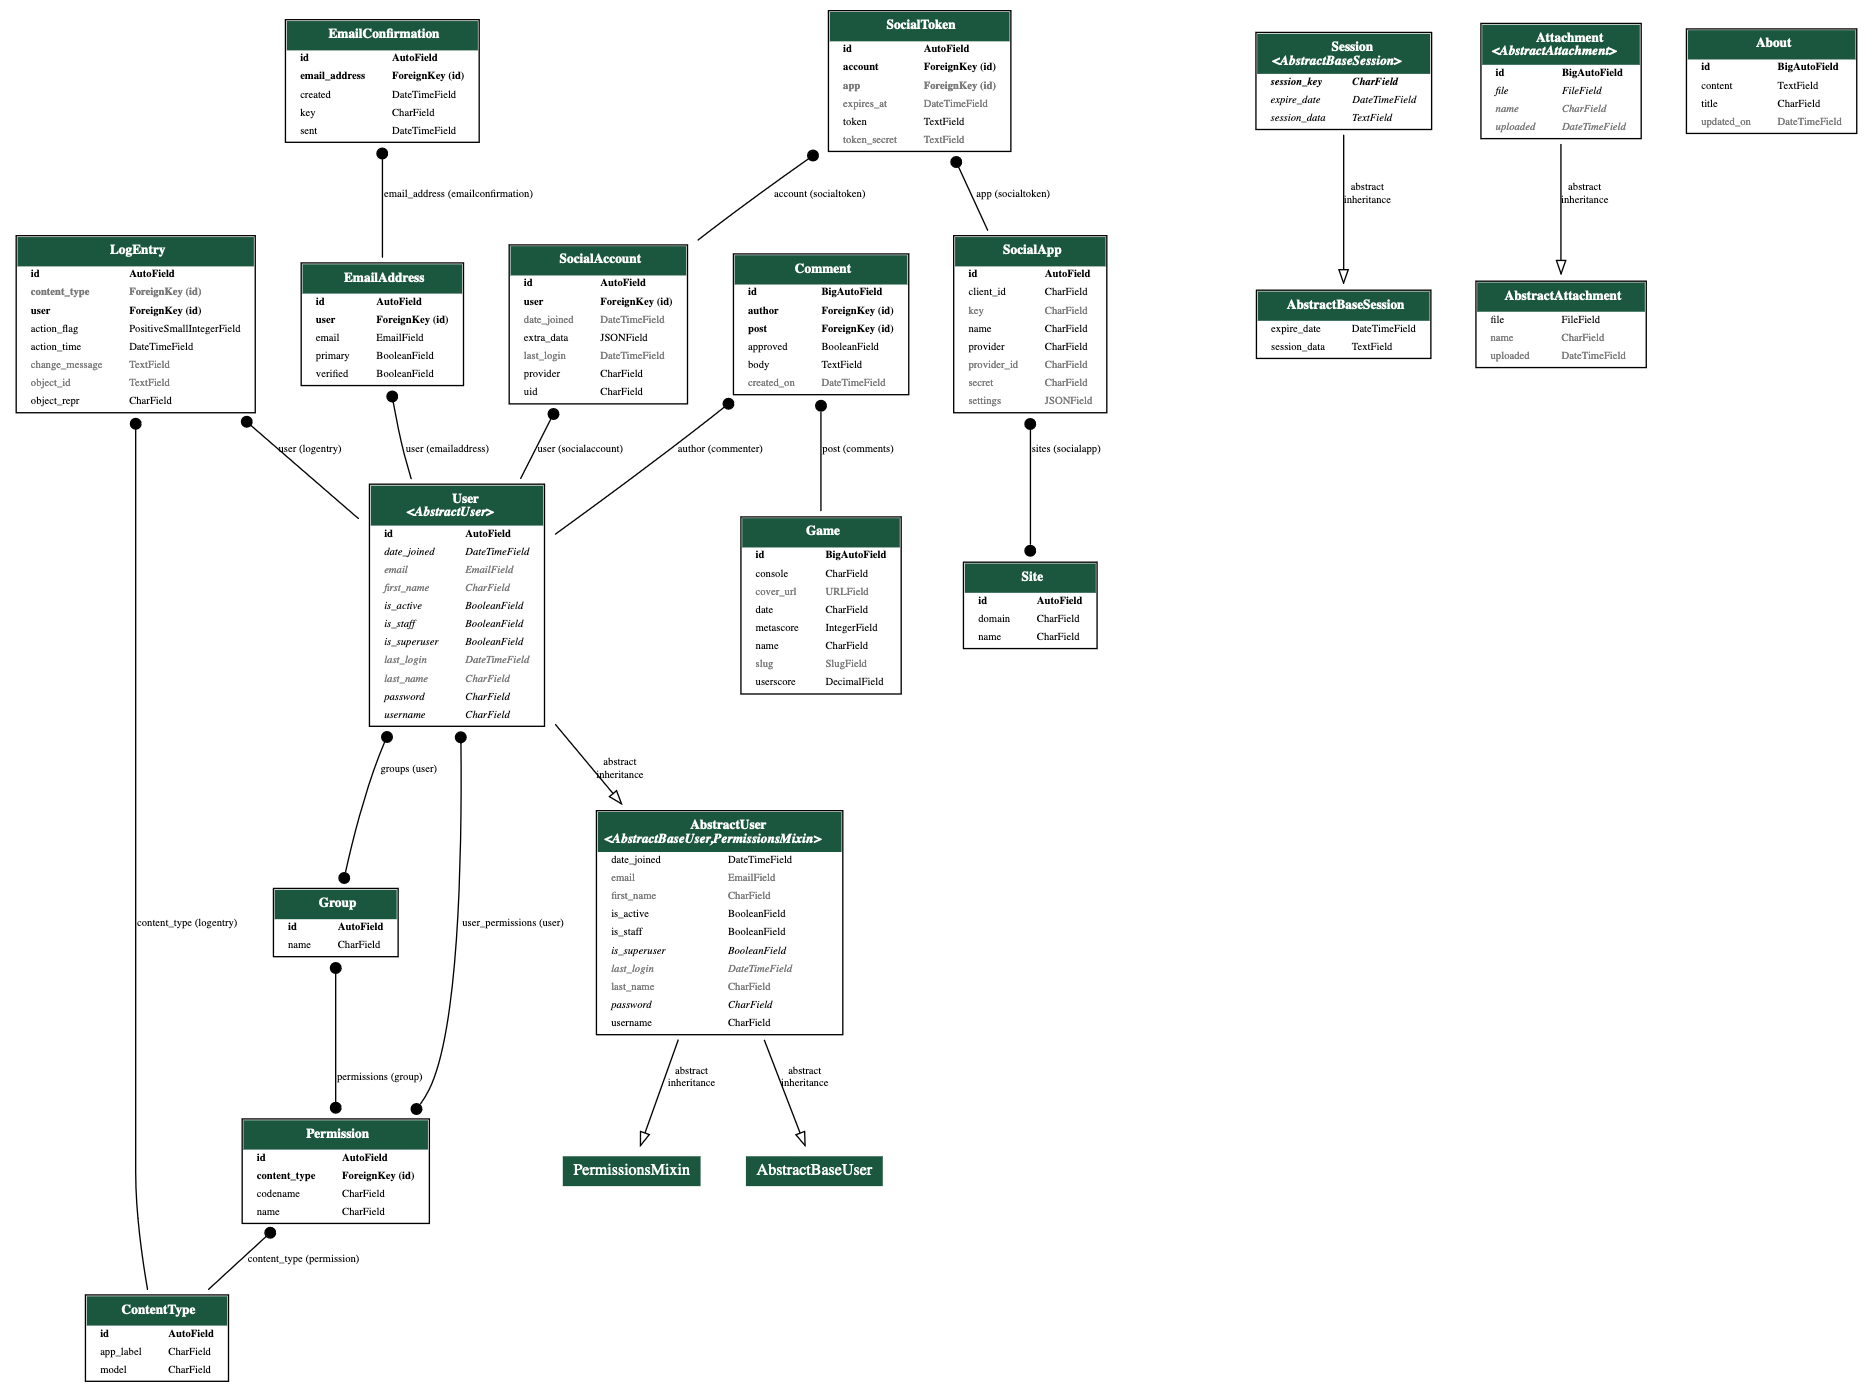 EmailConfirmation
id AutoField
email_address ForeignKey (id)
created DateTimeField
key CharField
sent DateTimeField
SocialToken
id AutoField
account ForeignKey (id)
app ForeignKey (id)
expires_at DateTimeField
token TextField
token_secret TextField
Session
<AbstractBaseSession>
session_key CharField
expire_date DateTimeField
session_data TextField
Attachment
<AbstractAttachment>
id BigAutoField
file FileField
name CharField
uploaded DateTimeField
About
id BigAutoField
content TextField
title CharField
updated_on DateTimeField
email_address (emailconfirmation)
account (socialtoken)
app (socialtoken)
abstract
inheritance
abstract
inheritance
LogEntry
id AutoField
content_type ForeignKey (id)
user ForeignKey (id)
action_flag PositiveSmallIntegerField
action_time DateTimeField
change_message TextField
object_id TextField
object_repr CharField
EmailAddress
id AutoField
user ForeignKey (id)
email EmailField
primary BooleanField
verified BooleanField
SocialAccount
id AutoField
user ForeignKey (id)
date_joined DateTimeField
extra_data JSONField
last_login DateTimeField
provider CharField
uid CharField
Comment
id BigAutoField
author ForeignKey (id)
post ForeignKey (id)
approved BooleanField
body TextField
created_on DateTimeField
SocialApp
id AutoField
client_id CharField
key CharField
name CharField
provider CharField
provider_id CharField
secret CharField
settings JSONField
AbstractBaseSession
expire_date DateTimeField
session_data TextField
AbstractAttachment
file FileField
name CharField
uploaded DateTimeField
user (logentry)
user (emailaddress)
user (socialaccount)
author (commenter)
post (comments)
sites (socialapp)
User
<AbstractUser>
id AutoField
date_joined DateTimeField
email EmailField
first_name CharField
is_active BooleanField
is_staff BooleanField
is_superuser BooleanField
last_login DateTimeField
last_name CharField
password CharField
username CharField
Game
id BigAutoField
console CharField
cover_url URLField
date CharField
metascore IntegerField
name CharField
slug SlugField
userscore DecimalField
Site
id AutoField
domain CharField
name CharField
groups (user)
abstract
inheritance
AbstractUser
<AbstractBaseUser,PermissionsMixin>
date_joined DateTimeField
email EmailField
first_name CharField
is_active BooleanField
is_staff BooleanField
is_superuser BooleanField
last_login DateTimeField
last_name CharField
password CharField
username CharField
Group
id AutoField
name CharField
content_type (logentry)
user_permissions (user)
permissions (group)
abstract
inheritance
abstract
inheritance
Permission
id AutoField
content_type ForeignKey (id)
codename CharField
name CharField
PermissionsMixin
AbstractBaseUser
content_type (permission)
ContentType
id AutoField
app_label CharField
model CharField